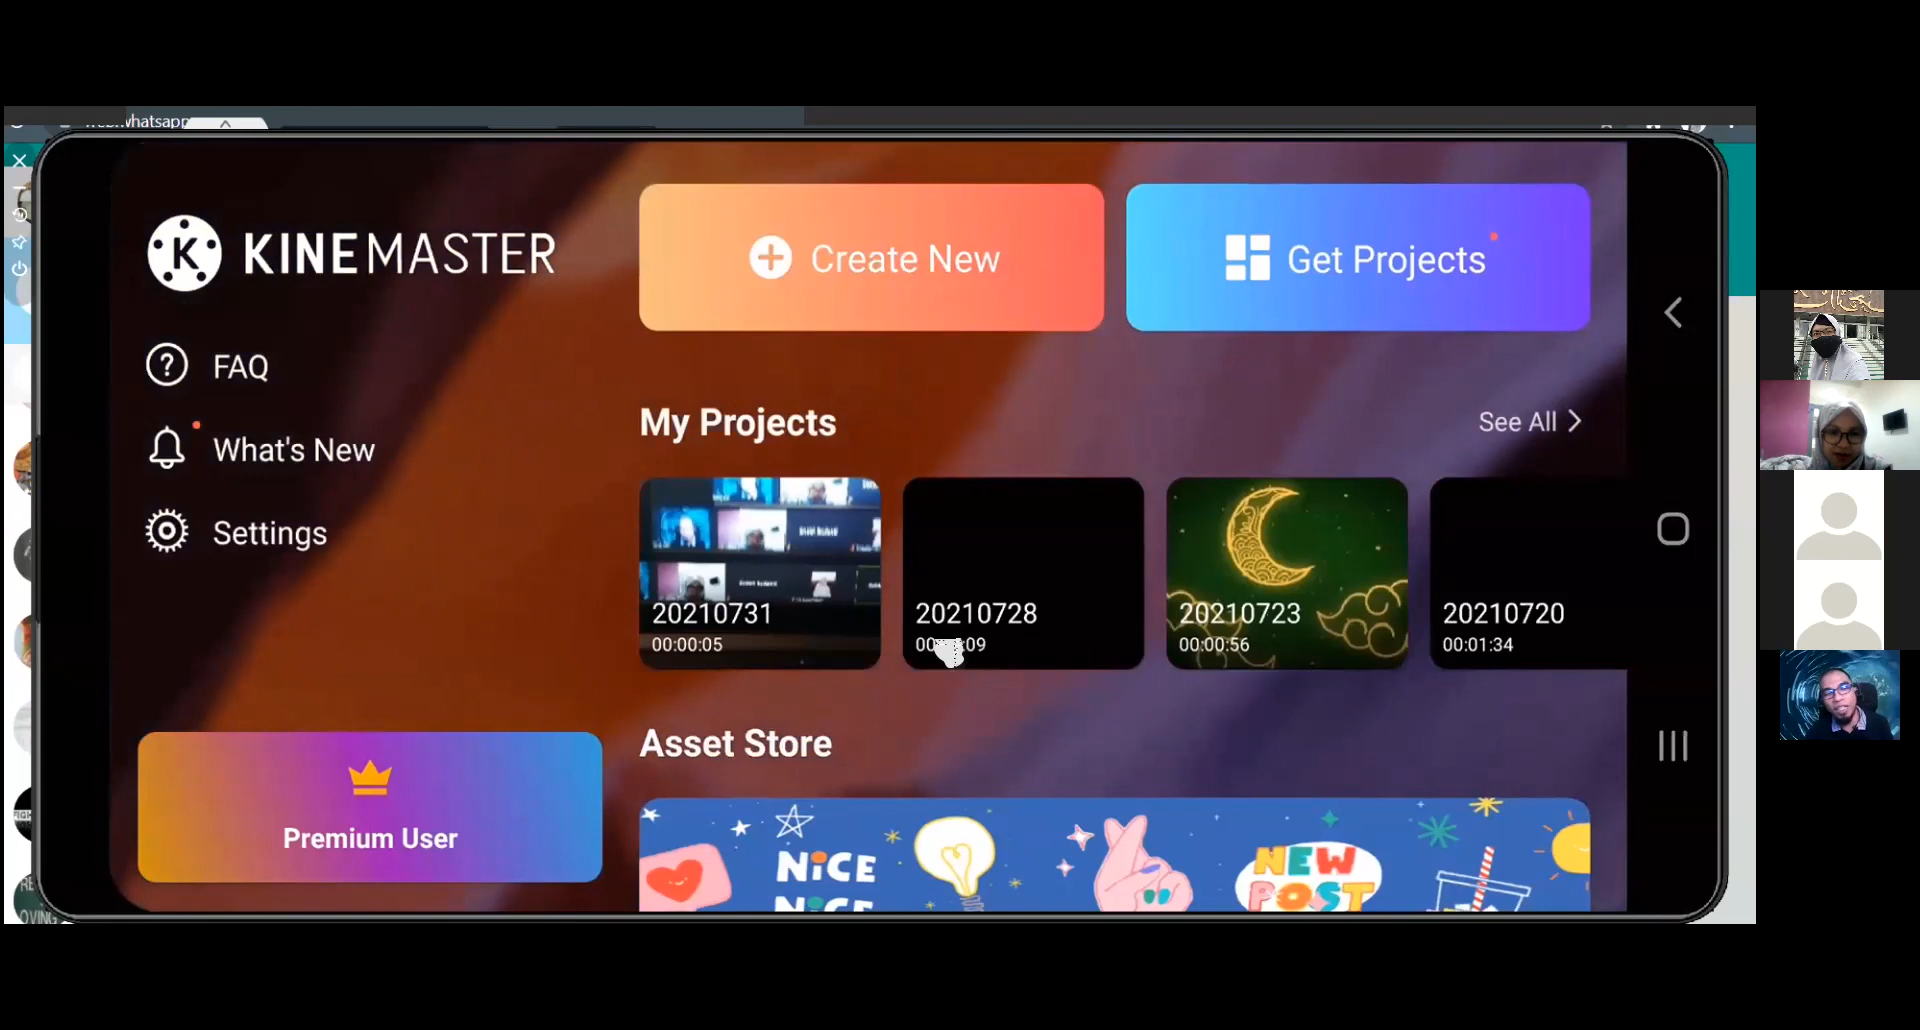 whatsapp
KINEMASTER
Create New
Get Projects
FAQ
What's New
Settings
My Projects
See All
20210731
00:00:05
20210728
20210723
00:00:56
20210720
00:01:34
Premium User
Asset Store
NiCE
NEW
POST